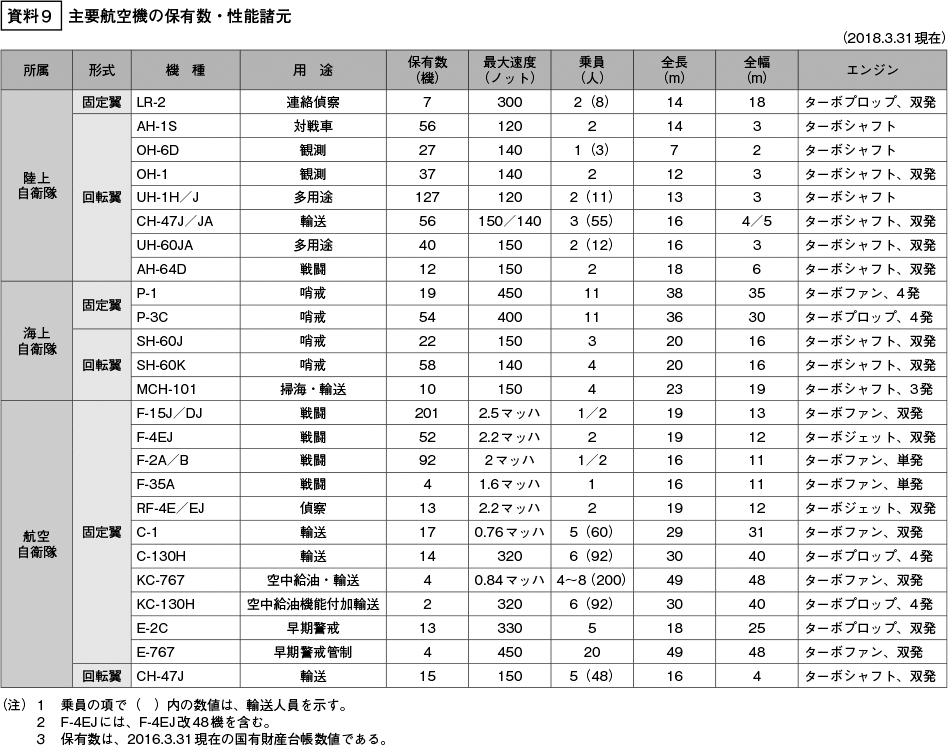 資料9 主要航空機の保有数・性能諸元
(2018.3.31現在)
所属 形式 機 種 用 途 保有数(機) 最大速度(ノット) 乗員(人) 全長(m) 全幅(m) エンジン
陸上自衛隊 固定翼 LR-2 連絡偵察 7 300 2(8) 14 18 ターボプロップ、双発
回転翼 AH-1S 対戦車 56 120 2 14 3 ターボシャフト
OH-6D 観測 27 140 1(3) 7 2 ターボシャフト
OH-1 観測 37 140 2 12 3 ターボシャフト、双発
UH-1H/J 多用途 127 120 2(11) 13 3 ターボシャフト
CH-47J/JA 輸送 56 150/140 3(55) 16 4/5 ターボシャフト、双発
UH-60JA 多用途 40 150 2(12) 16 3 ターボシャフト、双発
AH-64D 戦闘 12 150 2 18 6 ターボシャフト、双発
海上自衛隊 固定翼 P-1 哨戒 19 450 11 38 35 ターボファン、4発
P-3C 哨戒 54 400 11 36 30 ターボプロップ、4発
回転翼 SH-60J 哨戒 22 150 3 20 16 ターボシャフト、双発
SH-60K 哨戒 58 140 4 20 16 ターボシャフト、双発
MCH-101 掃海・輸送 10 150 4 23 19 ターボシャフト、3発
航空自衛隊 固定翼 F-15J/DJ 戦闘 201 2.5マッハ 1/2 19 13 ターボファン、双発
F-4EJ 戦闘 52 2.2マッハ 2 19 12 ターボジェット、双発
F-2A/B 戦闘 92 2マッハ 1/2 16 11 ターボファン、単発
F-35A 戦闘 4 1.6マッハ 1 16 11 ターボファン、単発
RF-4E/EJ 偵察 13 2.2マッハ 2 19 12 ターボジェット、双発
C-1 輸送 17 0.76マッハ 5(60) 29 31 ターボファン、双発
C-130H 輸送 14 320 6(92) 30 40 ターボプロップ、4発
KC-767 空中給油・輸送 4 0.84マッハ 4〜8(200) 49 48 ターボファン、双発
KC-130H 空中給油機能付加輸送 2 320 6(92) 30 40 ターボプロップ、4発
E-2C 早期警戒 13 330 5 18 25 ターボプロップ、双発
E-767 早期警戒管制 4 450 20 49 48 ターボファン、双発
回転翼 CH-47J 輸送 15 150 5(48) 16 4 ターボシャフト、双発
(注) 1 乗員の項で( )内の数値は、輸送人員を示す。
2 F-4EJには、F-4EJ改48機を含む。
3 保有数は、2016.3.31現在の国有財産台帳数値である。